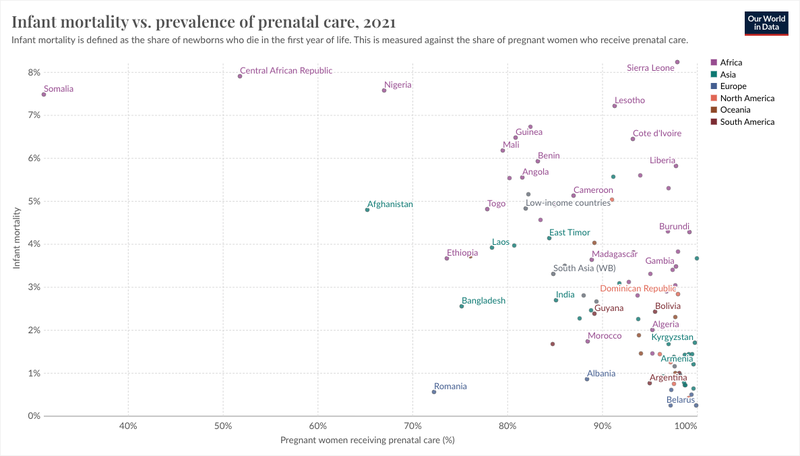 Infant mortality vs. prevalence of prenatal care, 2021
Our World
in Data
Infant mortality is defined as the share of newborns who die in the first year of life. This is measured against the share of pregnant women who receive prenatal care.
8%
7%
6%
5%
4%
3%
2%
1%
0%
Infant mortality
Somalia
Central African Republic
Nigeria
Sierra Leone
Lesotho
Guinea
Cote d'Ivoire
Mali
Benin
Liberia
Angola
Cameroon
Afghanistan
Togo
Low-income countries
Burundi
East Timor
Laos
Ethiopia
Madagascar
Gambia
South Asia (WB)
Dominican Republic
Bangladesh
India
Guyana
Bolivia
Algeria
Morocco
Kyrgyzstan
Armenia
Albania
Argentina
Romania
Belarus
40%
50%
60%
70%
80%
90%
100%
Pregnant women receiving prenatal care (%)
Africa
Asia
Europe
North America
Oceania
South America